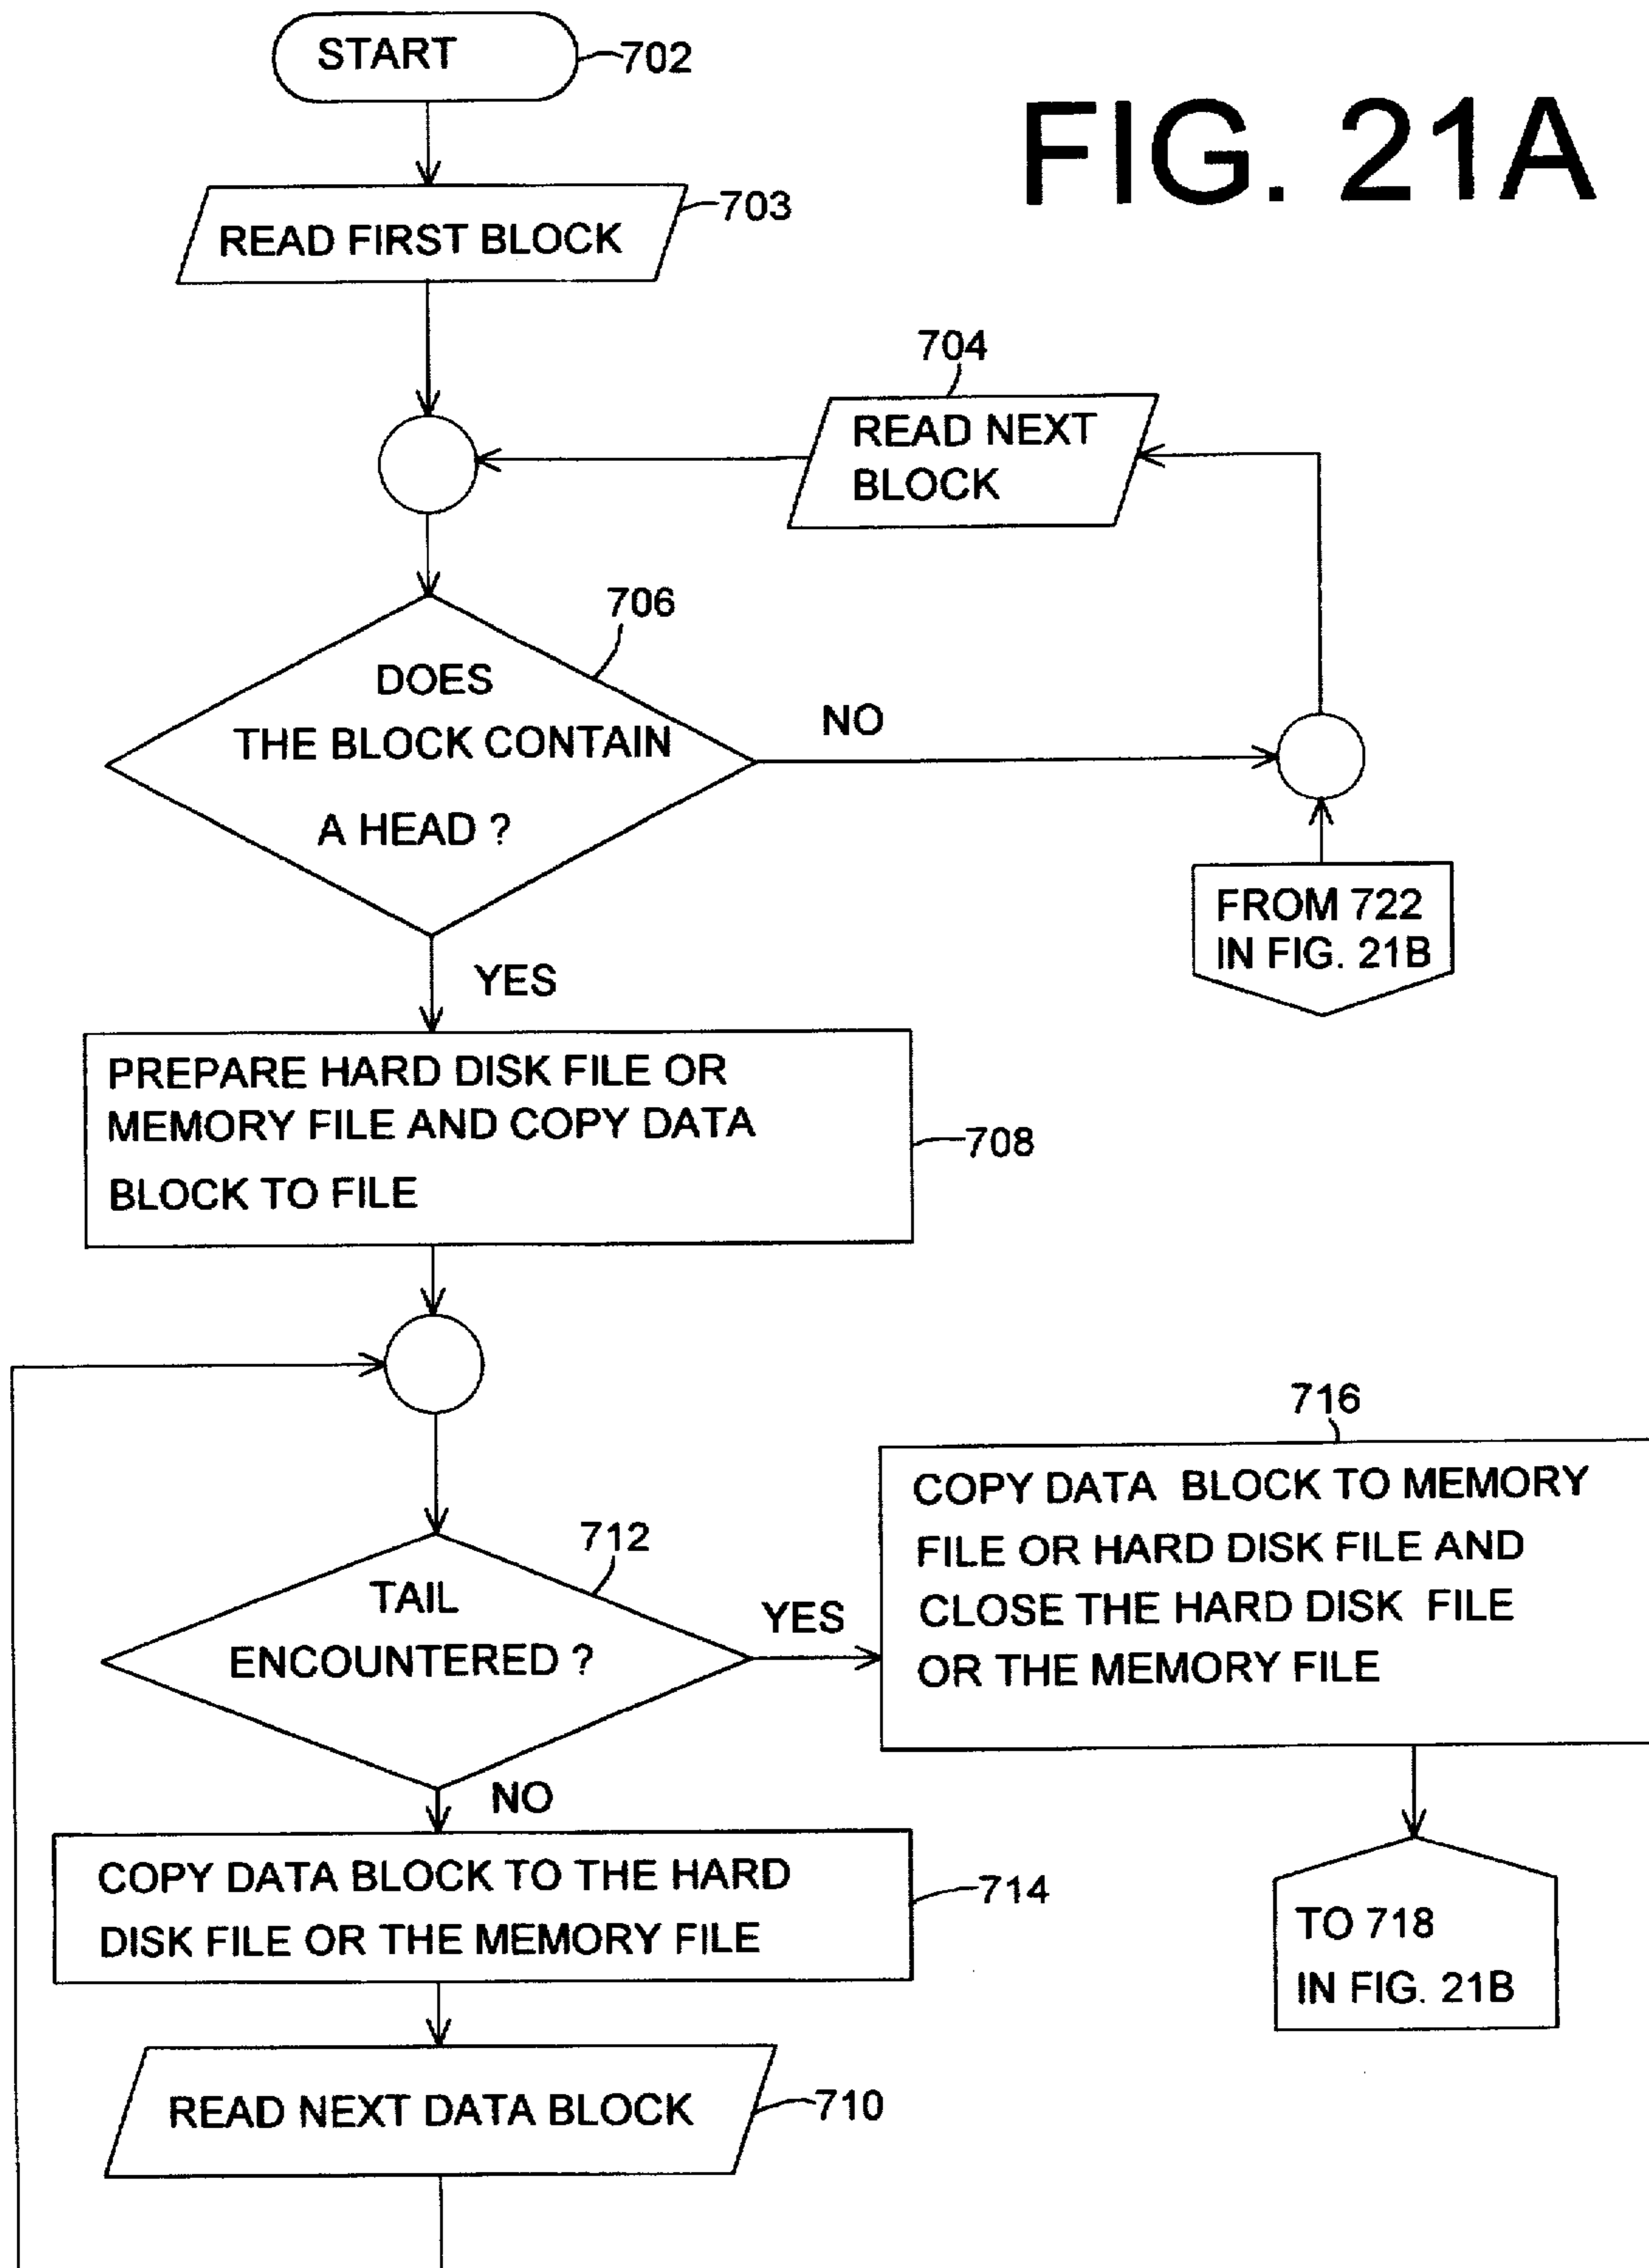 START
702
FIG. 21A
703
READ FIRST BLOCK
704
READ NEXT
BLOCK
706
DOES
THE BLOCK CONTAIN
A HEAD ?
NO
FROM 722
IN FIG. 21B
YES
PREPARE HARD DISK FILE OR
MEMORY FILE AND COPY DATA
BLOCK TO FILE
708
716
COPY DATA BLOCK TO MEMORY
FILE OR HARD DISK FILE AND
CLOSE THE HARD DISK FILE
OR THE MEMORY FILE
712
TAIL
ENCOUNTERED ?
YES
NO
COPY DATA BLOCK TO THE HARD
DISK FILE OR THE MEMORY FILE
714
TO 718
IN FIG. 21B
READ NEXT DATA BLOCK
710